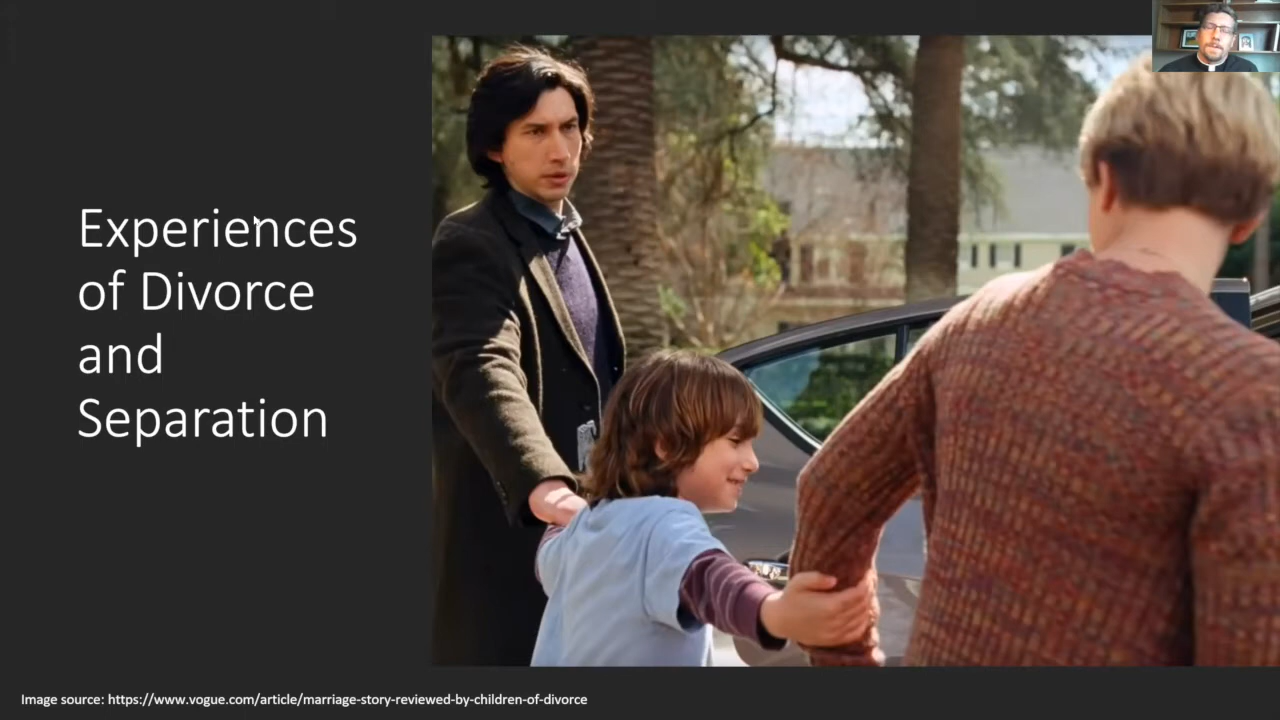 Experiences
of Divorce
and
Separation
Image source: https://www.vogue.com/article/marriage-story-reviewed-by-children-of-divorce